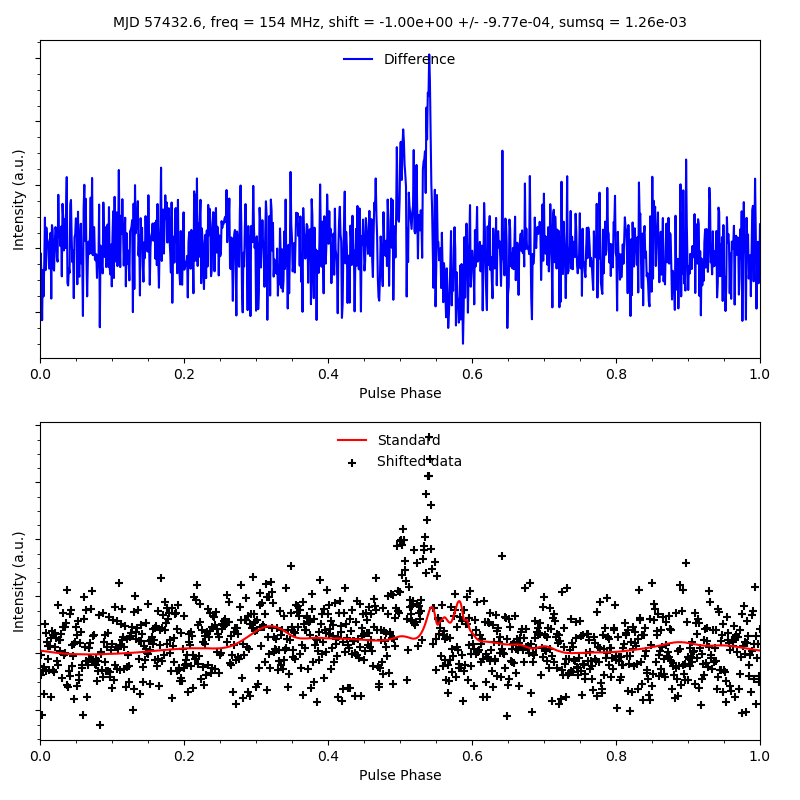 MJD 57432.6, freq = 154 MHz, shift = -1.00e+00 +/- -9.77e-04, sumsq = 1.26e-03
Difference
Intensity (a.u.)
0.0 0.2 0.4 0.6 0.8 1.0
Pulse Phase
Standard
Shifted data
Intensity (a.u.)
0.0 0.2 0.4 0.6 0.8 1.0
Pulse Phase